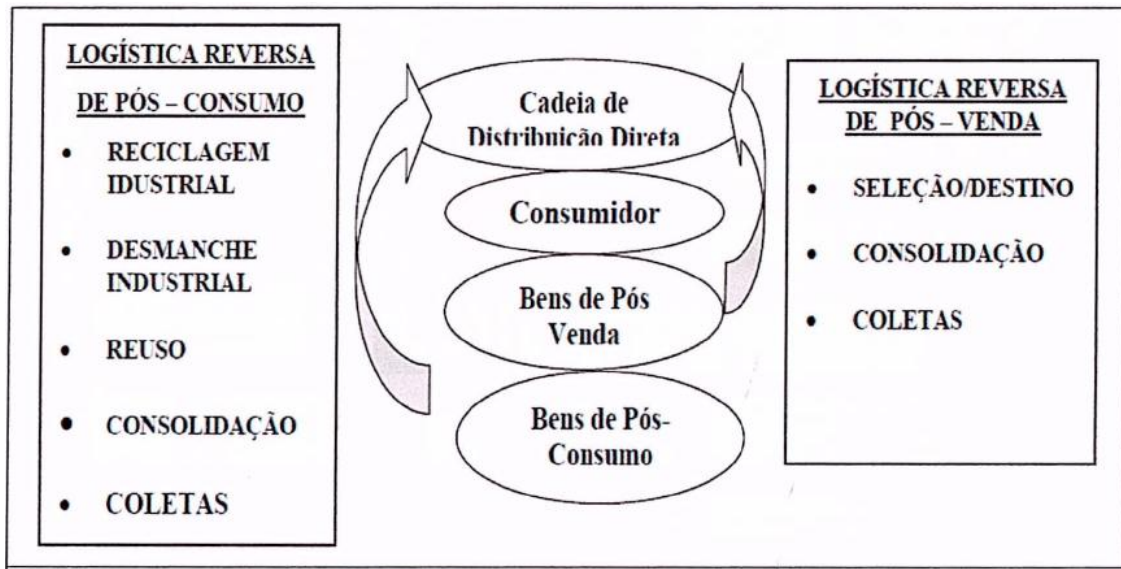 LOGÍSTICA REVERSA
DE PÓS – CONSUMO
• RECICLAGEM
IDUSTRIAL
• DESMANCHE
INDUSTRIAL
• REUSO
• CONSOLIDAÇÃO
• COLETAS
Cadeia de
Distribuição Direta
Consumidor
Bens de Pós
Venda
Bens de Pós-
Consumo
LOGÍSTICA REVERSA
DE PÓS – VENDA
• SELEÇÃO/DESTINO
• CONSOLIDAÇÃO
• COLETAS